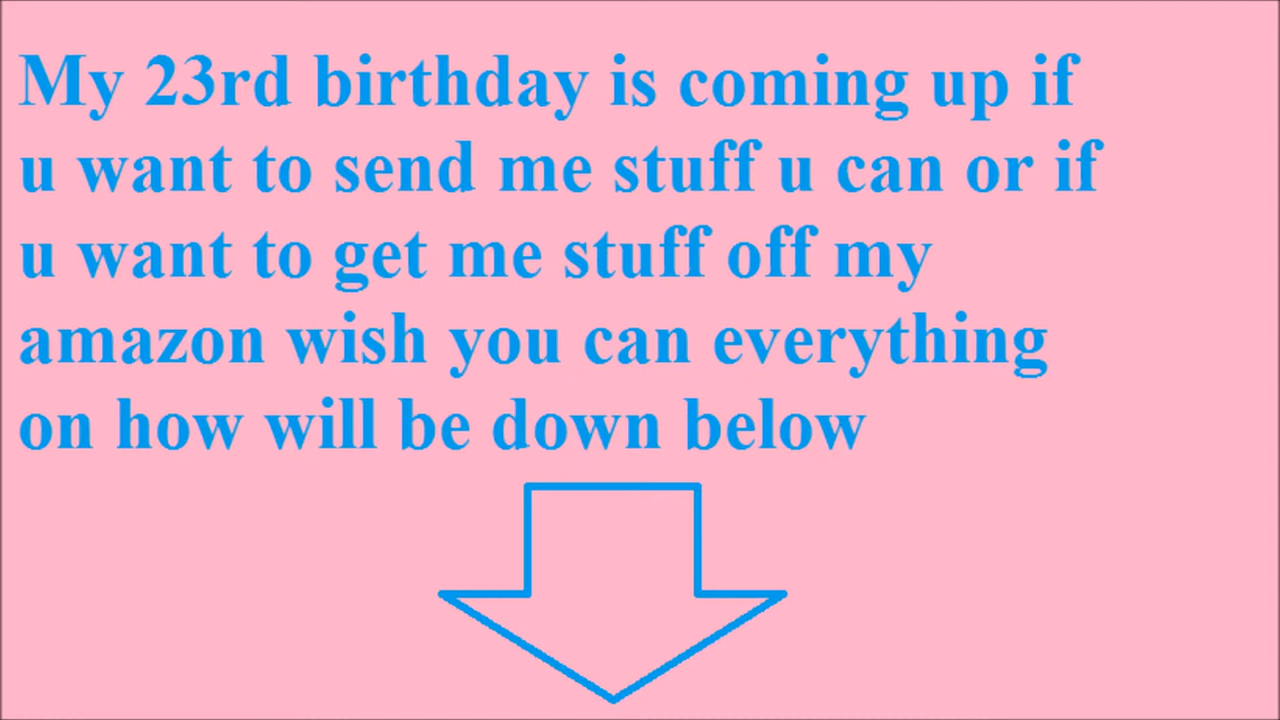 My 23rd birthday is coming up if
u want to send me stuff u can or if
u want to get me stuff off my
amazon wish you can everything
on how will be down below